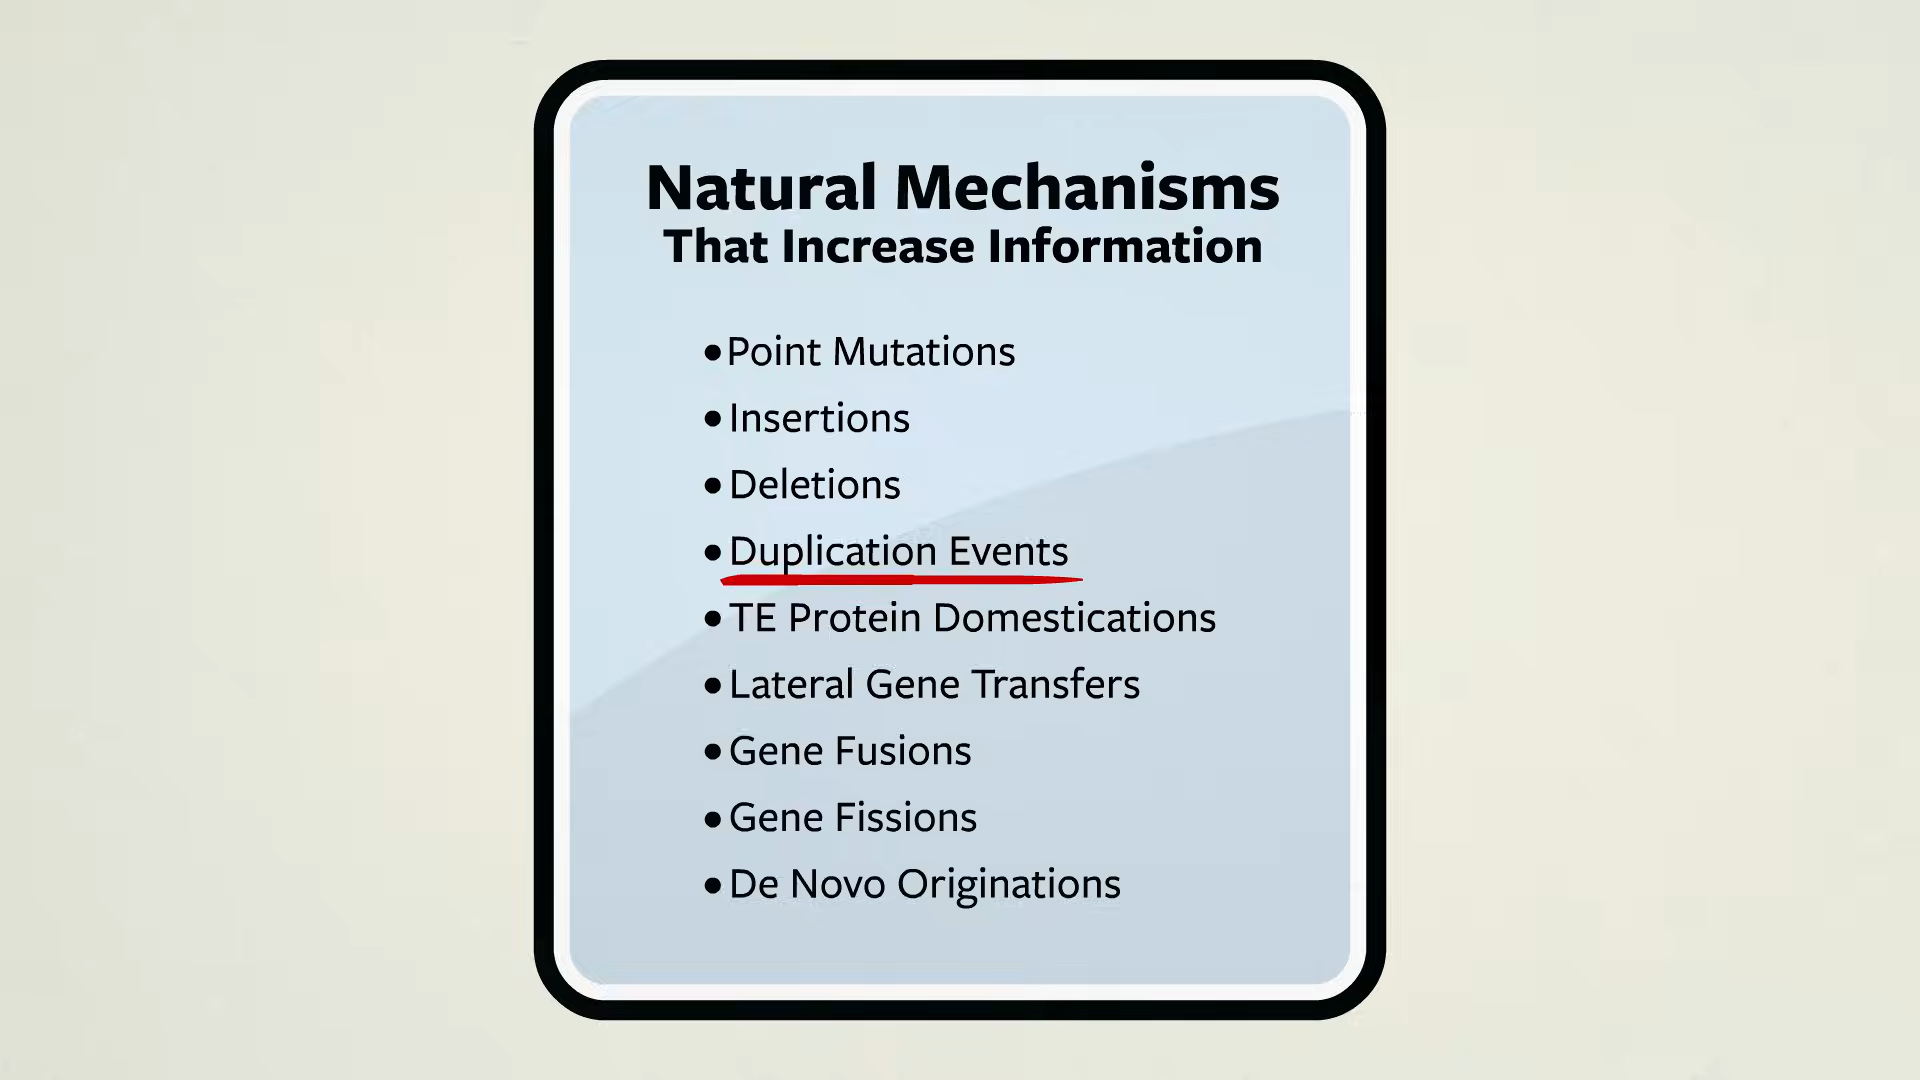 Natural Mechanisms
That Increase Information
•Point Mutations
•Insertions
•Deletions
•Duplication Events
•TE Protein Domestications
•Lateral Gene Transfers
•Gene Fusions
•Gene Fissions
•De Novo Originations